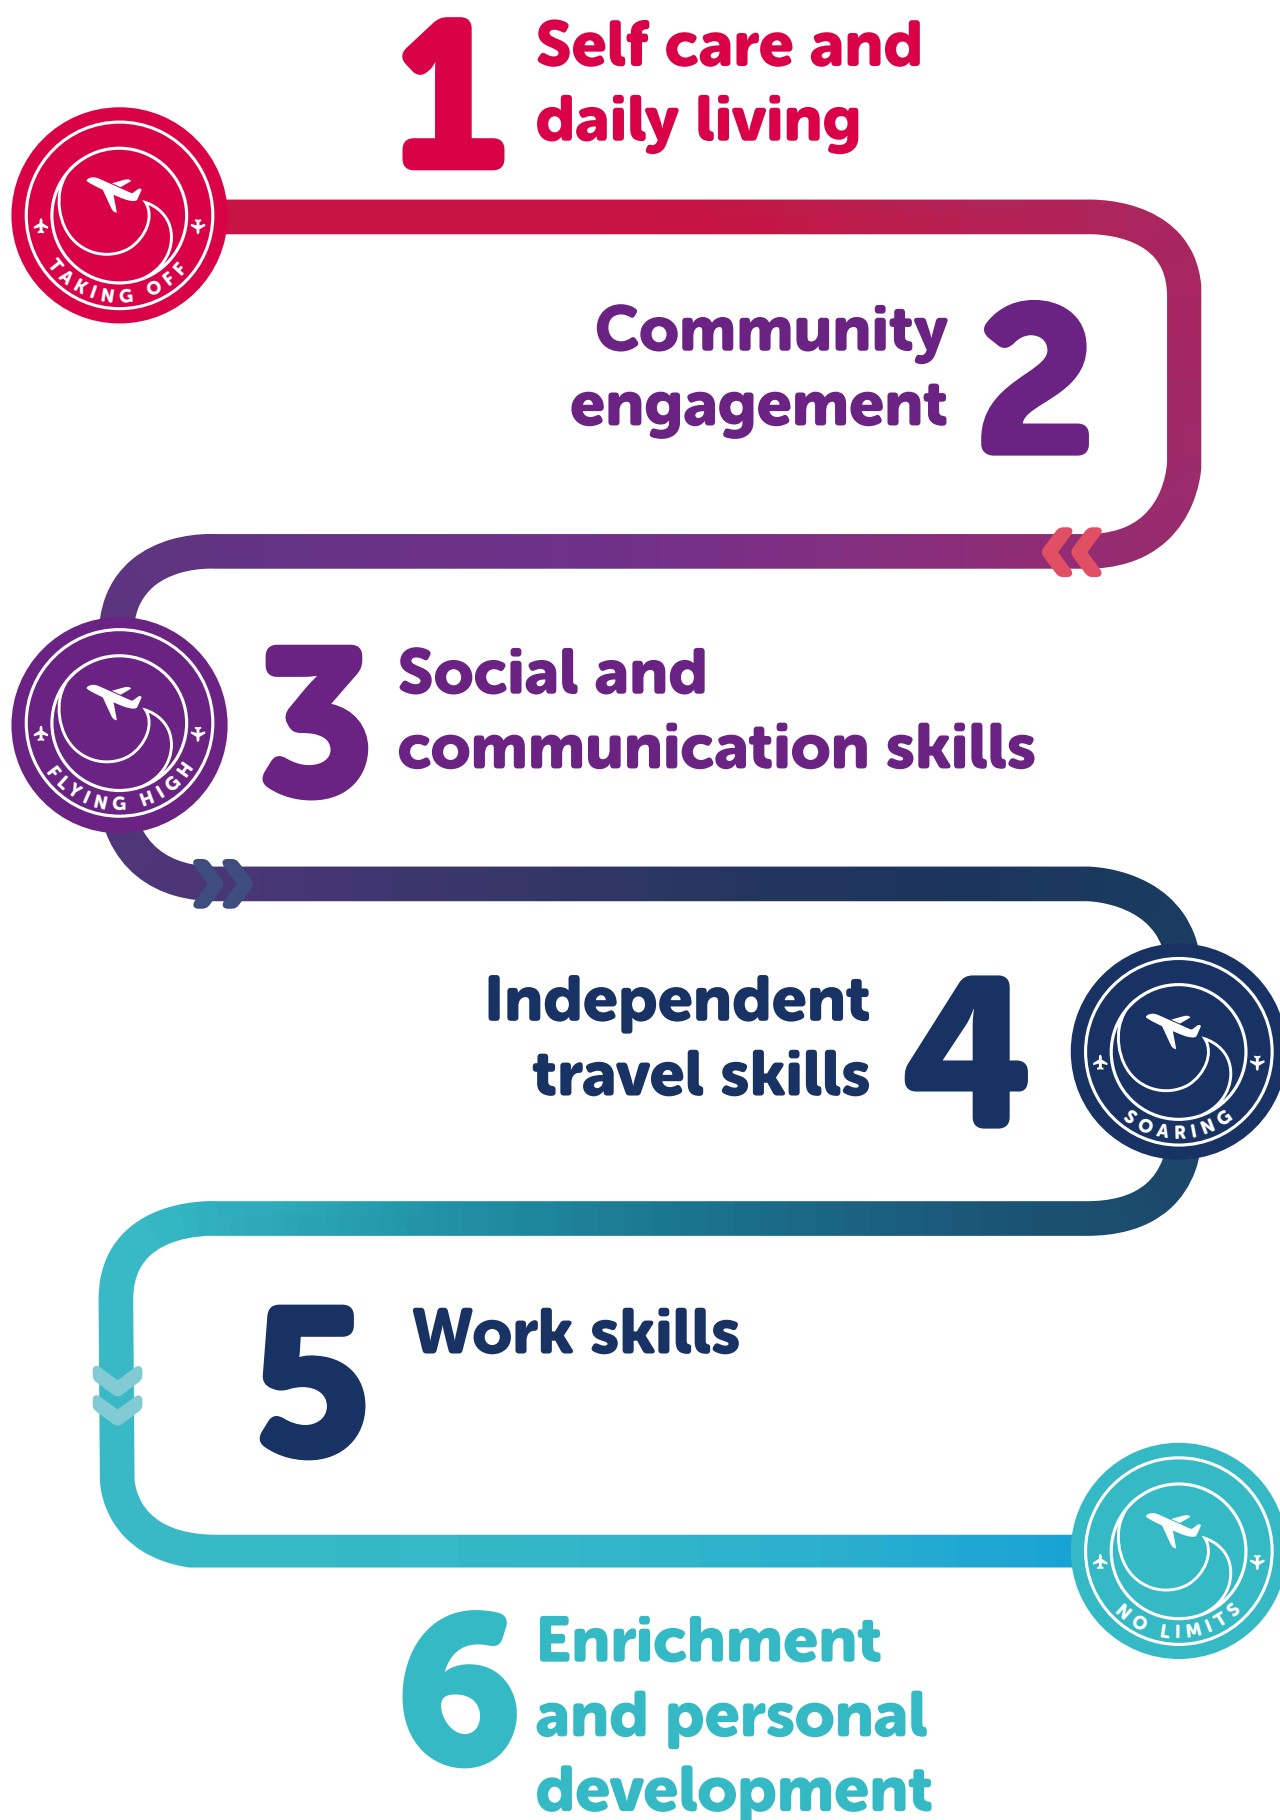 1
Self care and
daily living
TAKING OFF
Community
engagement
2
FLYING HIGH
3
Social and
communication skills
Independent
travel skills
4
SOARING
5
Work skills
NO LIMITS
6
Enrichment
and personal
development